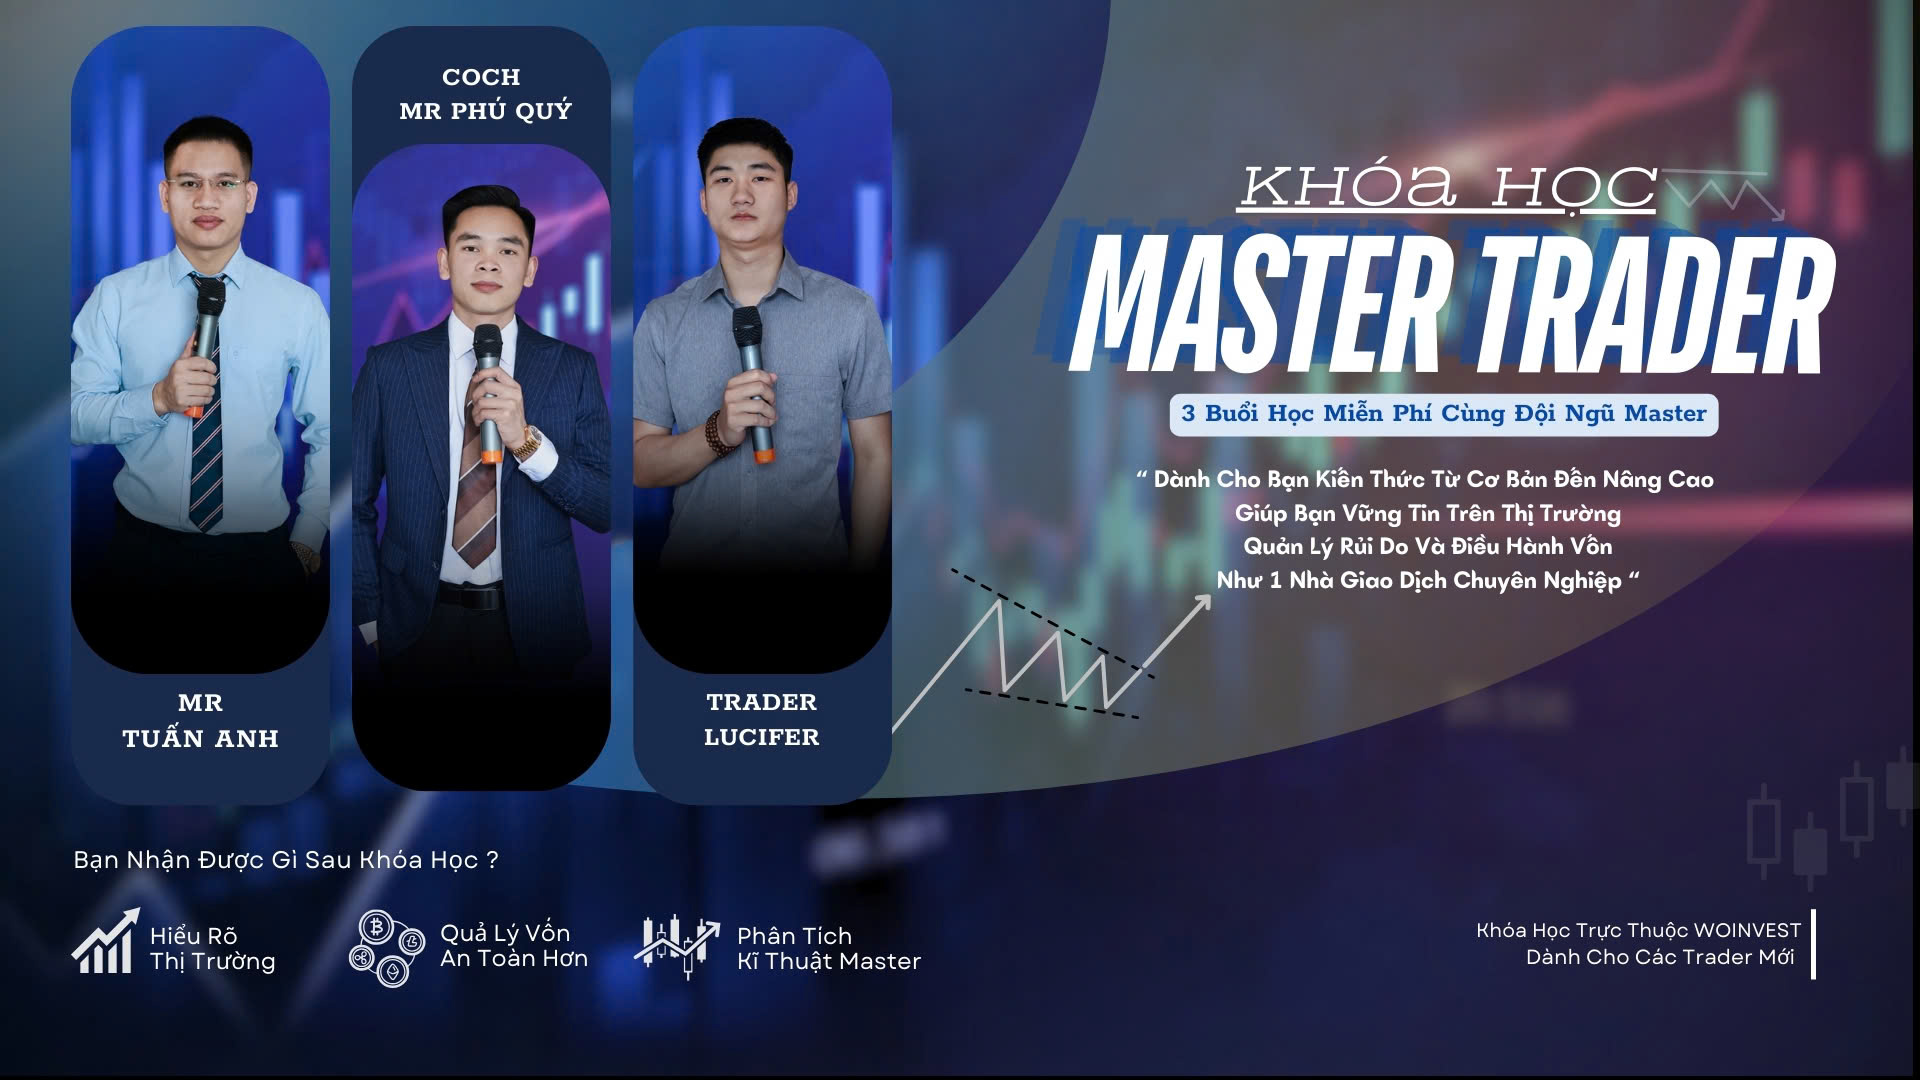 COCH
MR PHÚ QUÝ
MR
TUẤN ANH
TRADER
LUCIFER
KHÓA HỌC
MASTER TRADER
3 Buổi Học Miễn Phí Cùng Đội Ngũ Master
“ Dành Cho Bạn Kiến Thức Từ Cơ Bản Đến Nâng Cao
Giúp Bạn Vững Tin Trên Thị Trường
Quản Lý Rủi Do Và Điều Hành Vốn
Như 1 Nhà Giao Dịch Chuyên Nghiệp “
Bạn Nhận Được Gì Sau Khóa Học ?
Hiểu Rõ
Thị Trường
Quả Lý Vốn
An Toàn Hơn
Phân Tích
Kĩ Thuật Master
Khóa Học Trực Thuộc WOINVEST
Dành Cho Các Trader Mới